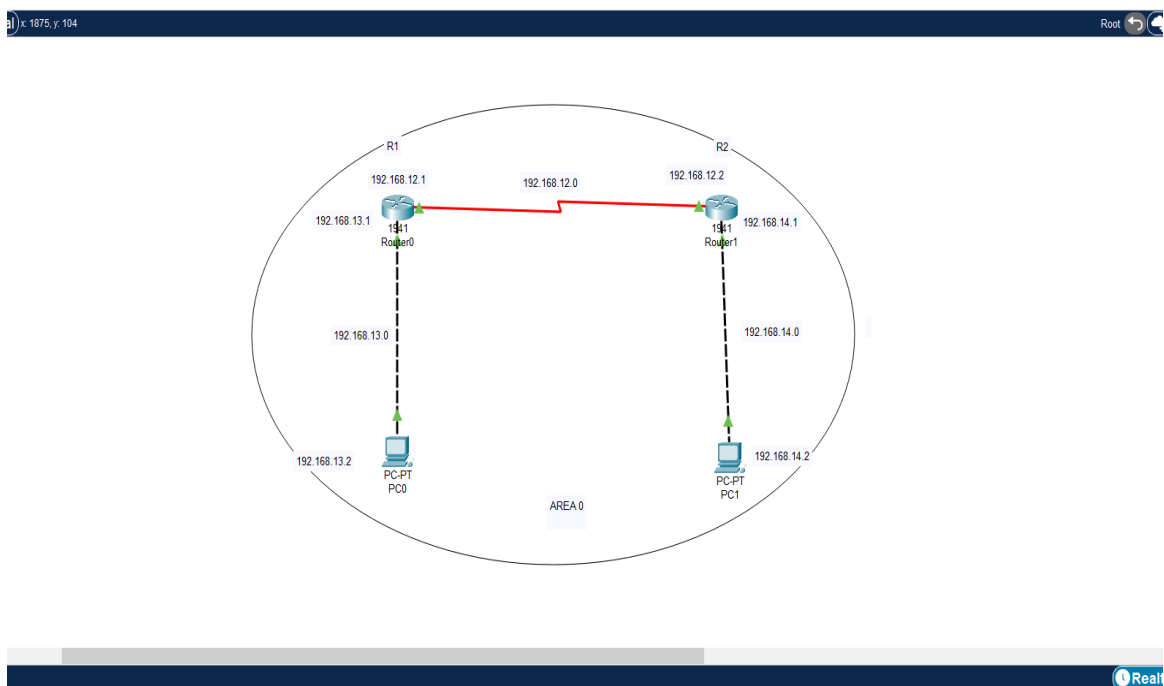 x: 1875, y: 104
Root
R1
R2
192.168.12.1
192.168.12.0
192.168.12.2
192.168.13.1
192.168.14.1
1941
Router0
1941
Router1
192.168.13.0
192.168.14.0
192.168.13.2
192.168.14.2
PC-PT
PC0
PC-PT
PC1
AREA 0